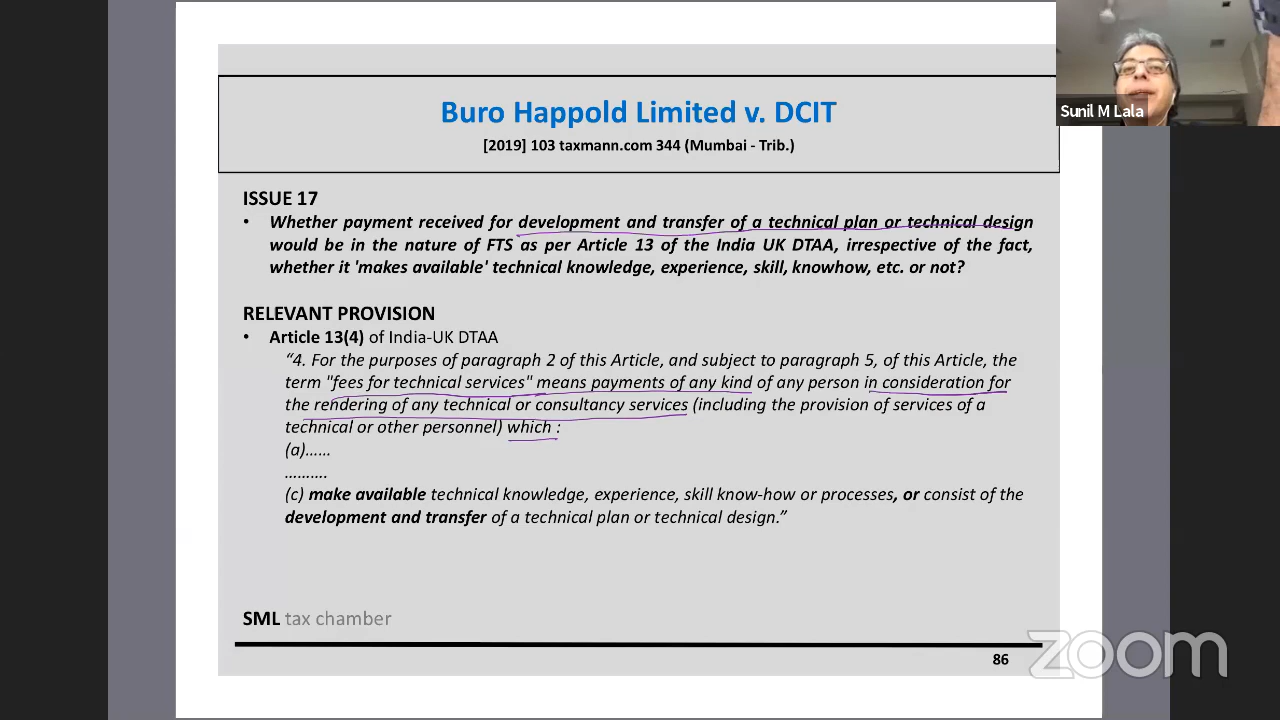 Buro Happold Limited v. DCIT
[2019] 103 taxmann.com 344 (Mumbai - Trib.)
Sunil M Lala
ISSUE 17
• Whether payment received for development and transfer of a technical plan or technical design
would be in the nature of FTS as per Article 13 of the India UK DTAA, irrespective of the fact,
whether it 'makes available' technical knowledge, experience, skill, knowhow, etc. or not?
RELEVANT PROVISION
• Article 13(4) of India-UK DTAA
“4. For the purposes of paragraph 2 of this Article, and subject to paragraph 5, of this Article, the
term "fees for technical services" means payments of any kind of any person in consideration for
the rendering of any technical or consultancy services (including the provision of services of a
technical or other personnel) which :
(a)......
..........
(c) make available technical knowledge, experience, skill know-how or processes, or consist of the
development and transfer of a technical plan or technical design.”
SML tax chamber
86
zoom